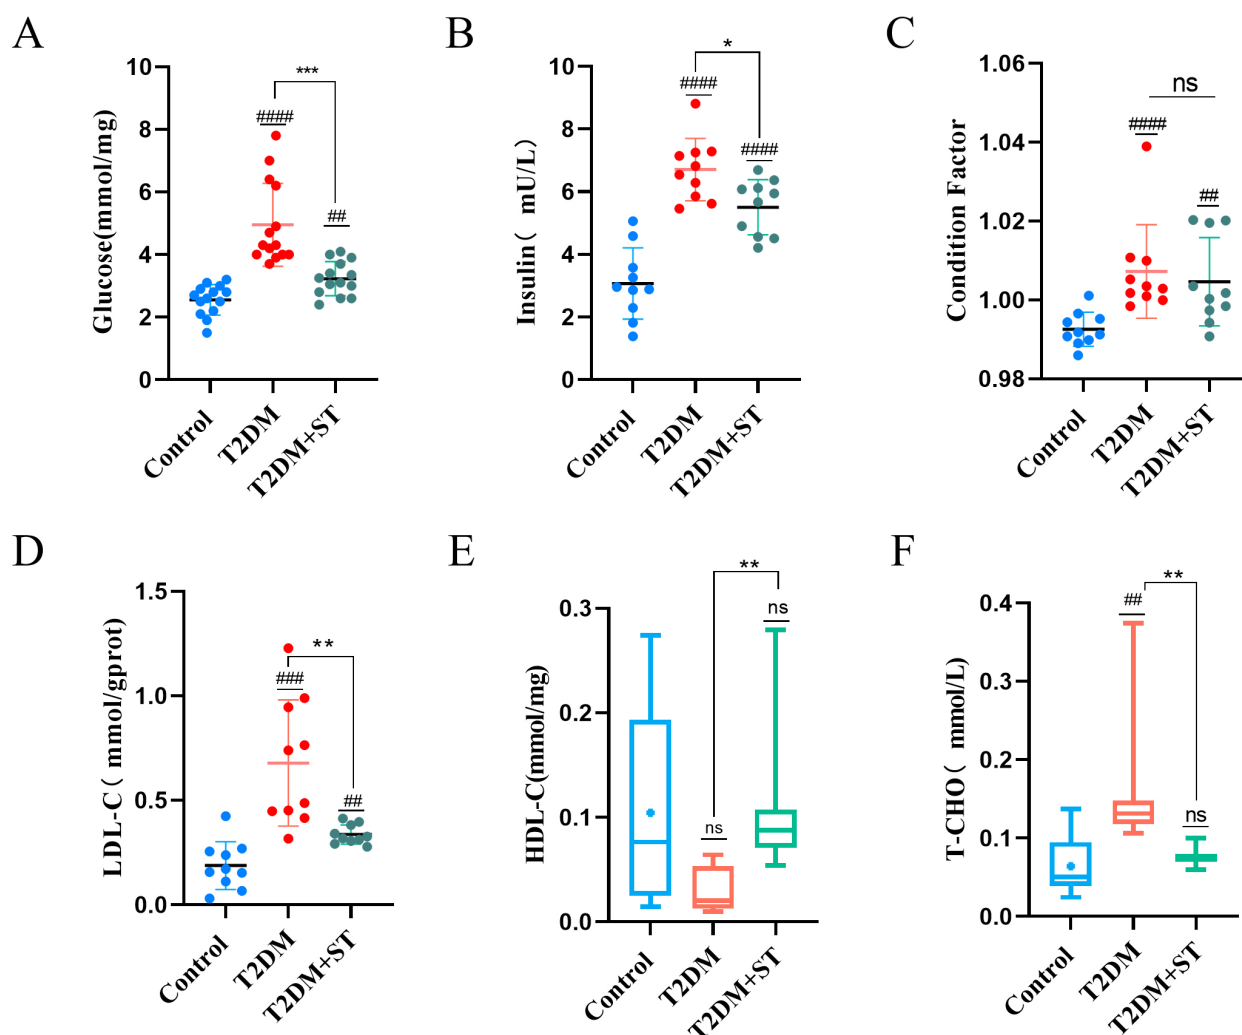 A
Glucose(mmol/mg)
10
8
6
4
2
0
####
***
##
Control
T2DM
T2DM+ST
B
Insulin( mU/L)
10
8
6
4
2
0
####
*
####
Control
T2DM
T2DM+ST
C
Condition Factor
1.06
1.04
1.02
1.00
0.98
####
ns
##
Control
T2DM
T2DM+ST
D
LDL-C( mmol/gprot)
1.5
1.0
0.5
0.0
###
**
##
Control
T2DM
T2DM+ST
E
HDL-C(mmol/mg)
0.3
0.2
0.1
0.0
ns
**
ns
Control
T2DM
T2DM+ST
F
T-CHO( mmol/L)
0.4
0.3
0.2
0.1
0.0
##
**
ns
Control
T2DM
T2DM+ST